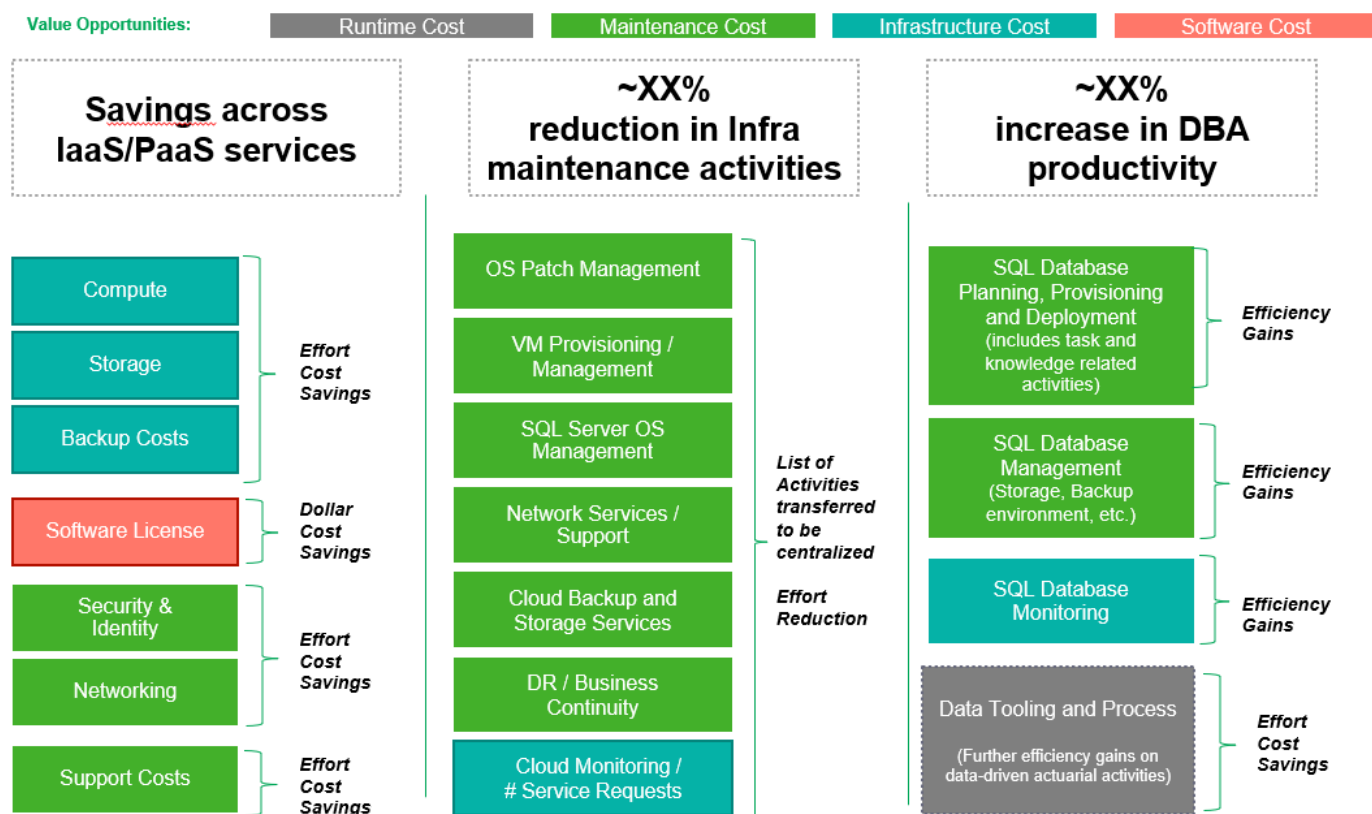 Value Opportunities:
Runtime Cost
Maintenance Cost
Infrastructure Cost
Software Cost
Savings across
IaaS/PaaS services
~XX%
reduction in Infra
maintenance activities
~XX%
increase in DBA
productivity
Compute
Storage
Backup Costs
Effort
Cost
Savings
Software License
Dollar
Cost
Savings
Security &
Identity
Networking
Effort
Cost
Savings
Support Costs
Effort
Cost
Savings
OS Patch Management
VM Provisioning /
Management
SQL Server OS
Management
Network Services /
Support
Cloud Backup and
Storage Services
DR / Business
Continuity
Cloud Monitoring /
# Service Requests
List of
Activities
transferred
to be
centralized
Effort
Reduction
SQL Database
Planning, Provisioning
and Deployment
(includes task and
knowledge related
activities)
Efficiency
Gains
SQL Database
Management
(Storage, Backup
environment, etc.)
Efficiency
Gains
SQL Database
Monitoring
Efficiency
Gains
Data Tooling and Process
(Further efficiency gains on
data-driven actuarial activities)
Effort
Cost
Savings